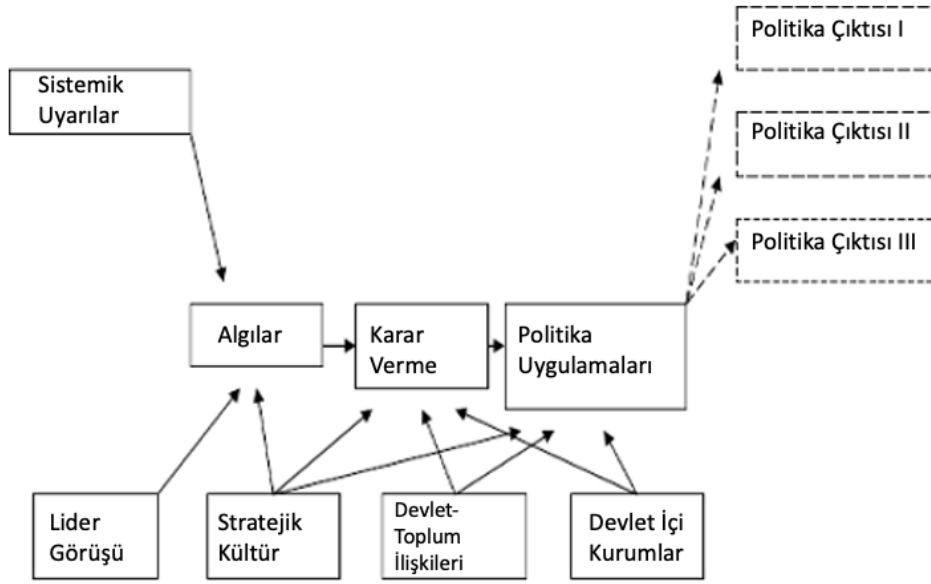 Politika Çıktısı I
Sistemik
Uyarılar
Politika Çıktısı II
Politika Çıktısı III
Algılar
Karar
Verme
Politika
Uygulamaları
Lider
Görüşü
Stratejik
Kültür
Devlet-
Toplum
İlişkileri
Devlet İçi
Kurumlar